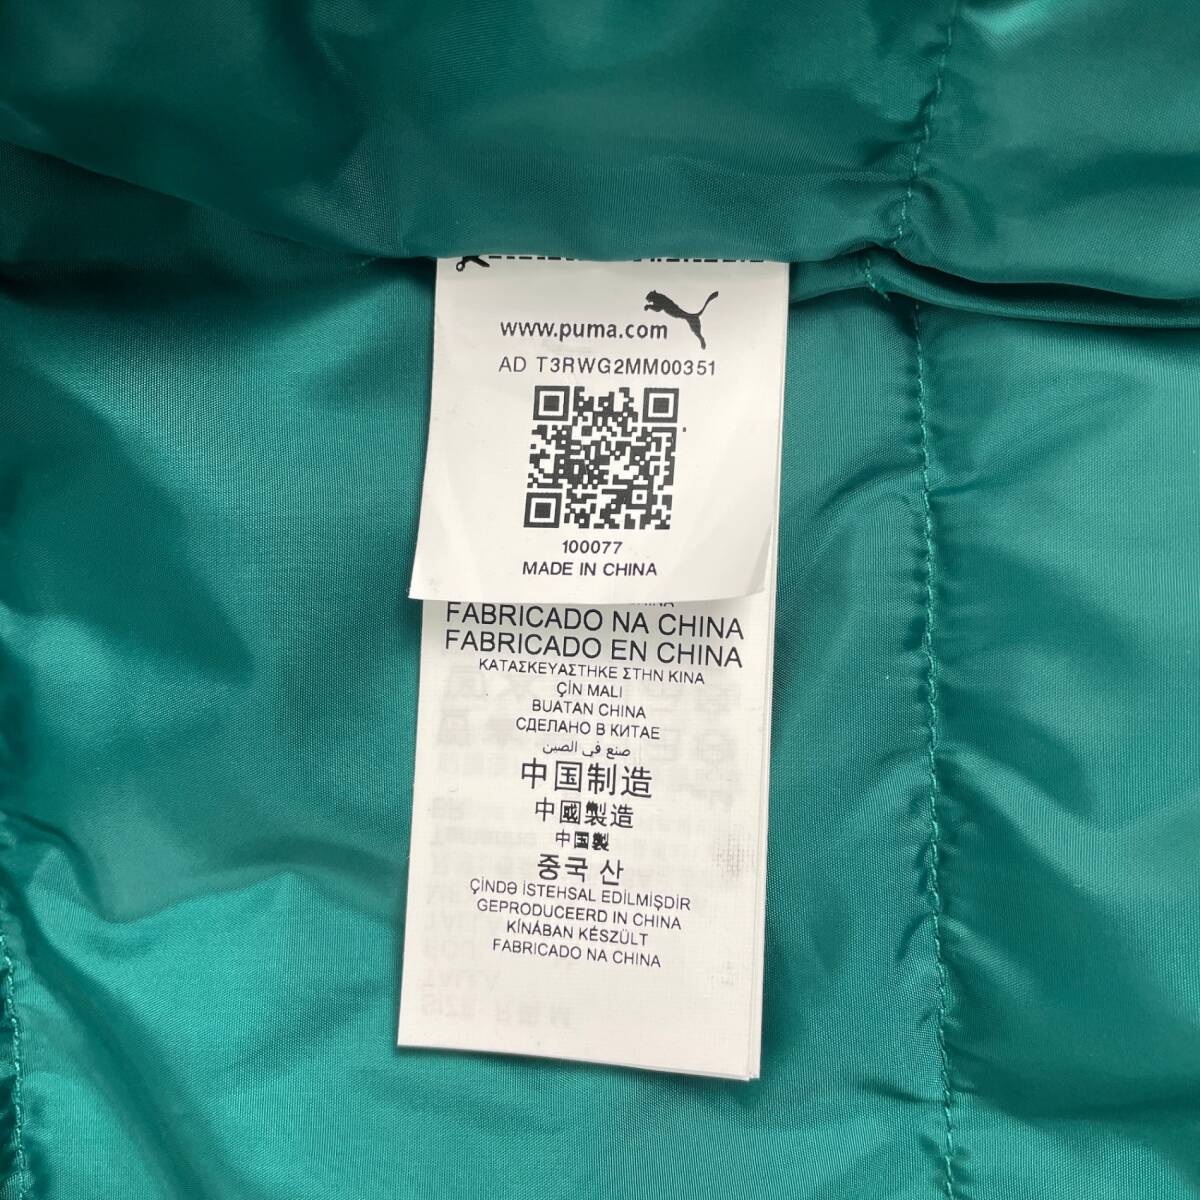 www.puma.com
AD T3RWG2MM00351
100077
MADE IN CHINA
FABRICADO NA CHINA
FABRICADO EN CHINA
ΚΑΤΑΣΚΕΥΑΣΤΗΚΕ ΣΤΗΝ ΚΙΝΑ
ÇİN MALI
BUATAN CHINA
СДЕЛАНО В КИТАЕ
صنع في الصين
中国制造
中國製造
中国製
중국 산
ÇİNDƏ İSTEHSAL EDİLMİŞDİR
GEPRODUCEERD IN CHINA
KÍNÁBAN KÉSZÜLT
FABRICADO NA CHINA